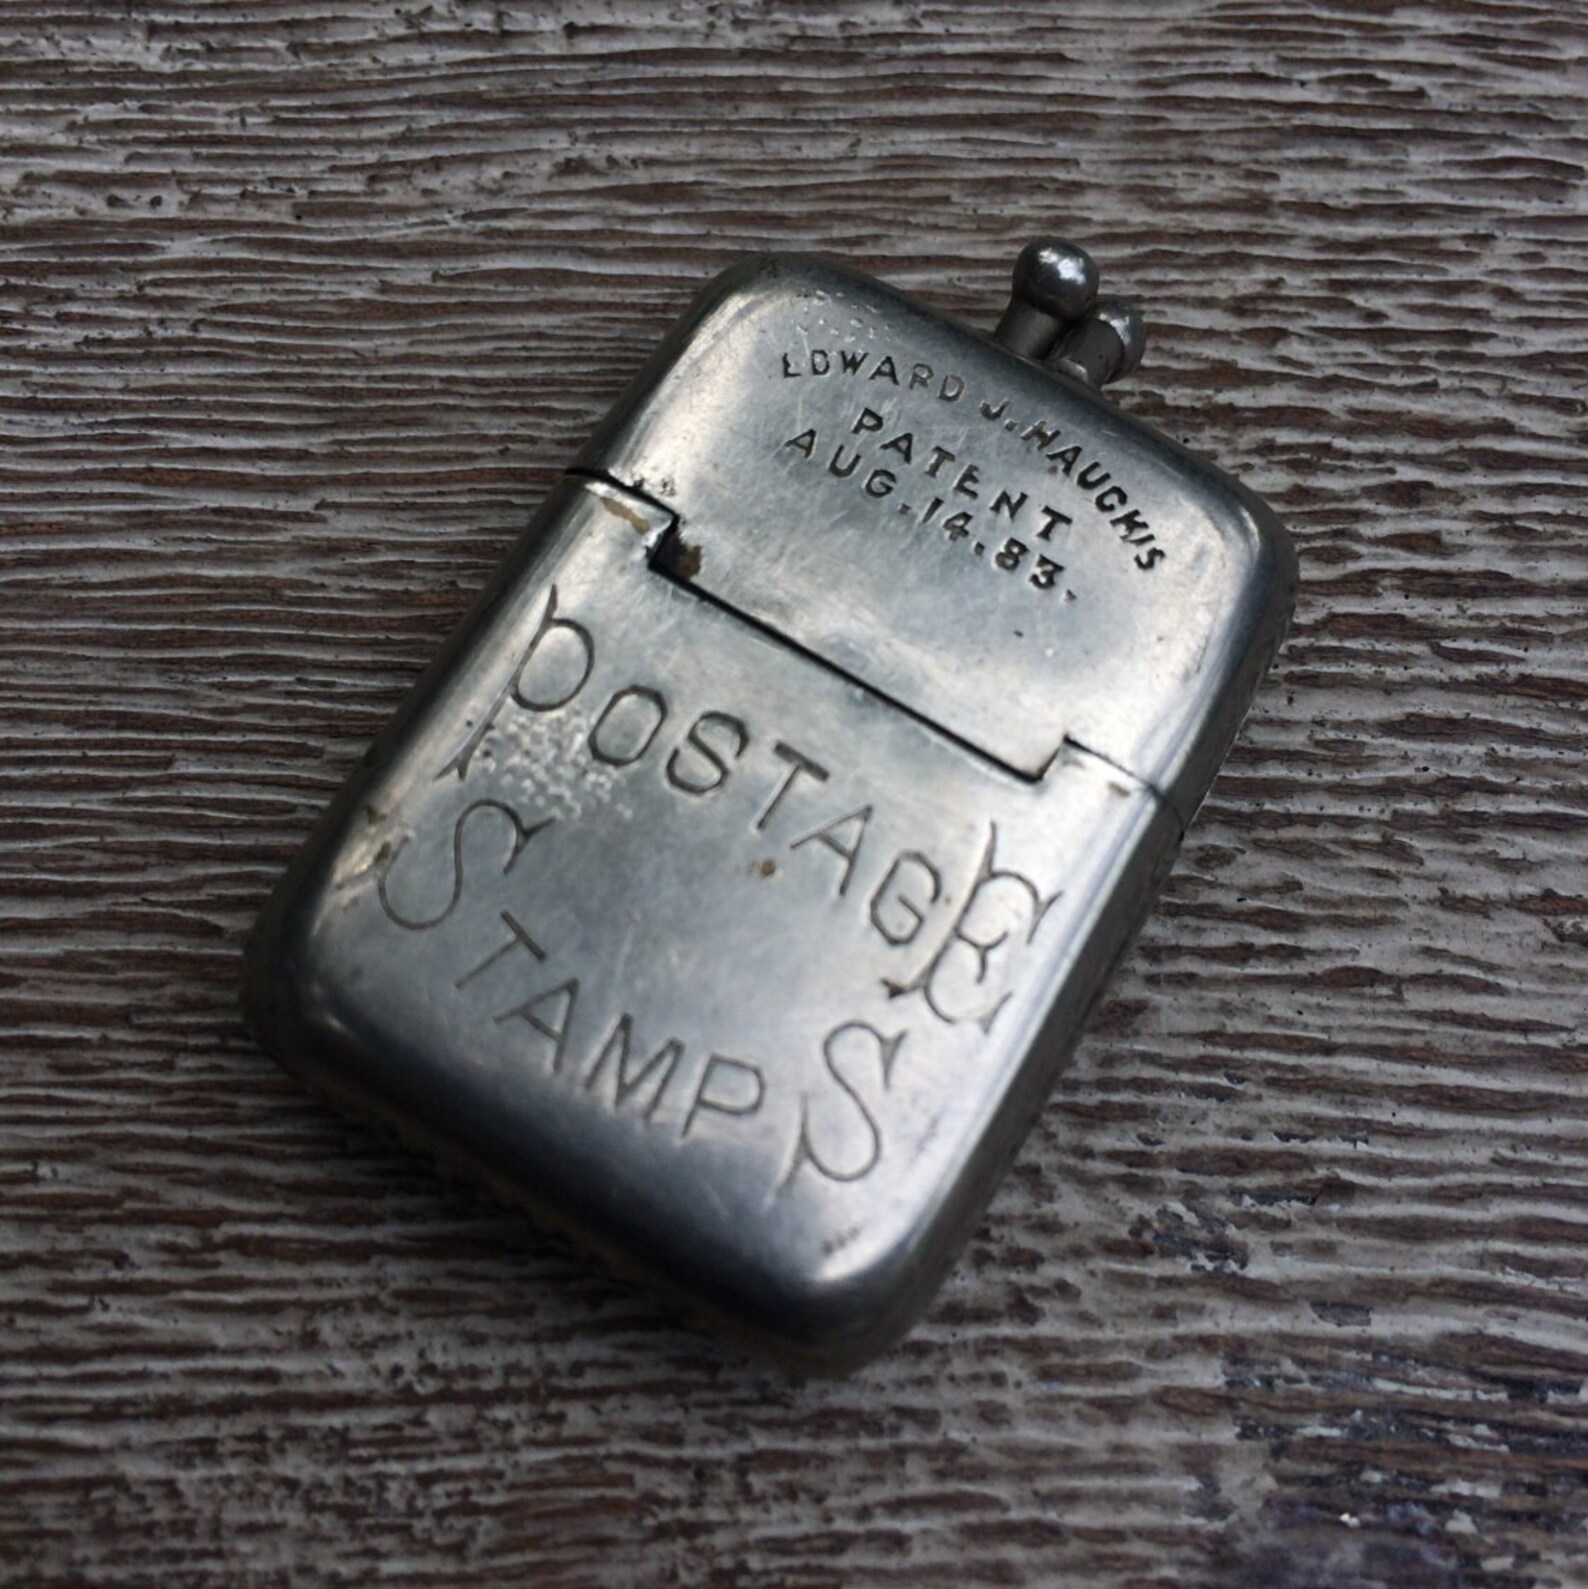 EDWARD J. HAUCK'S
PATENT
AUG. 14. 83.
POSTAGE
STAMPS